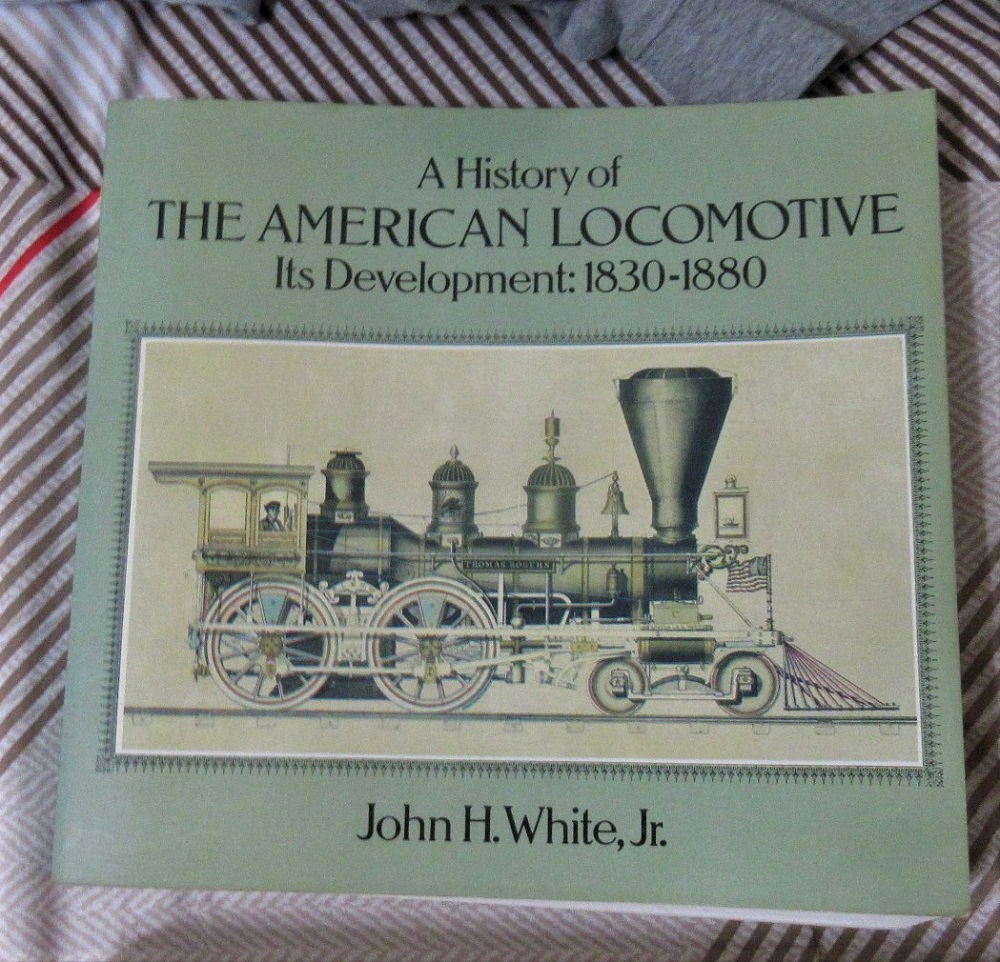 A History of
THE AMERICAN LOCOMOTIVE
Its Development: 1830-1880
THOMAS ROGERS
John H. White, Jr.